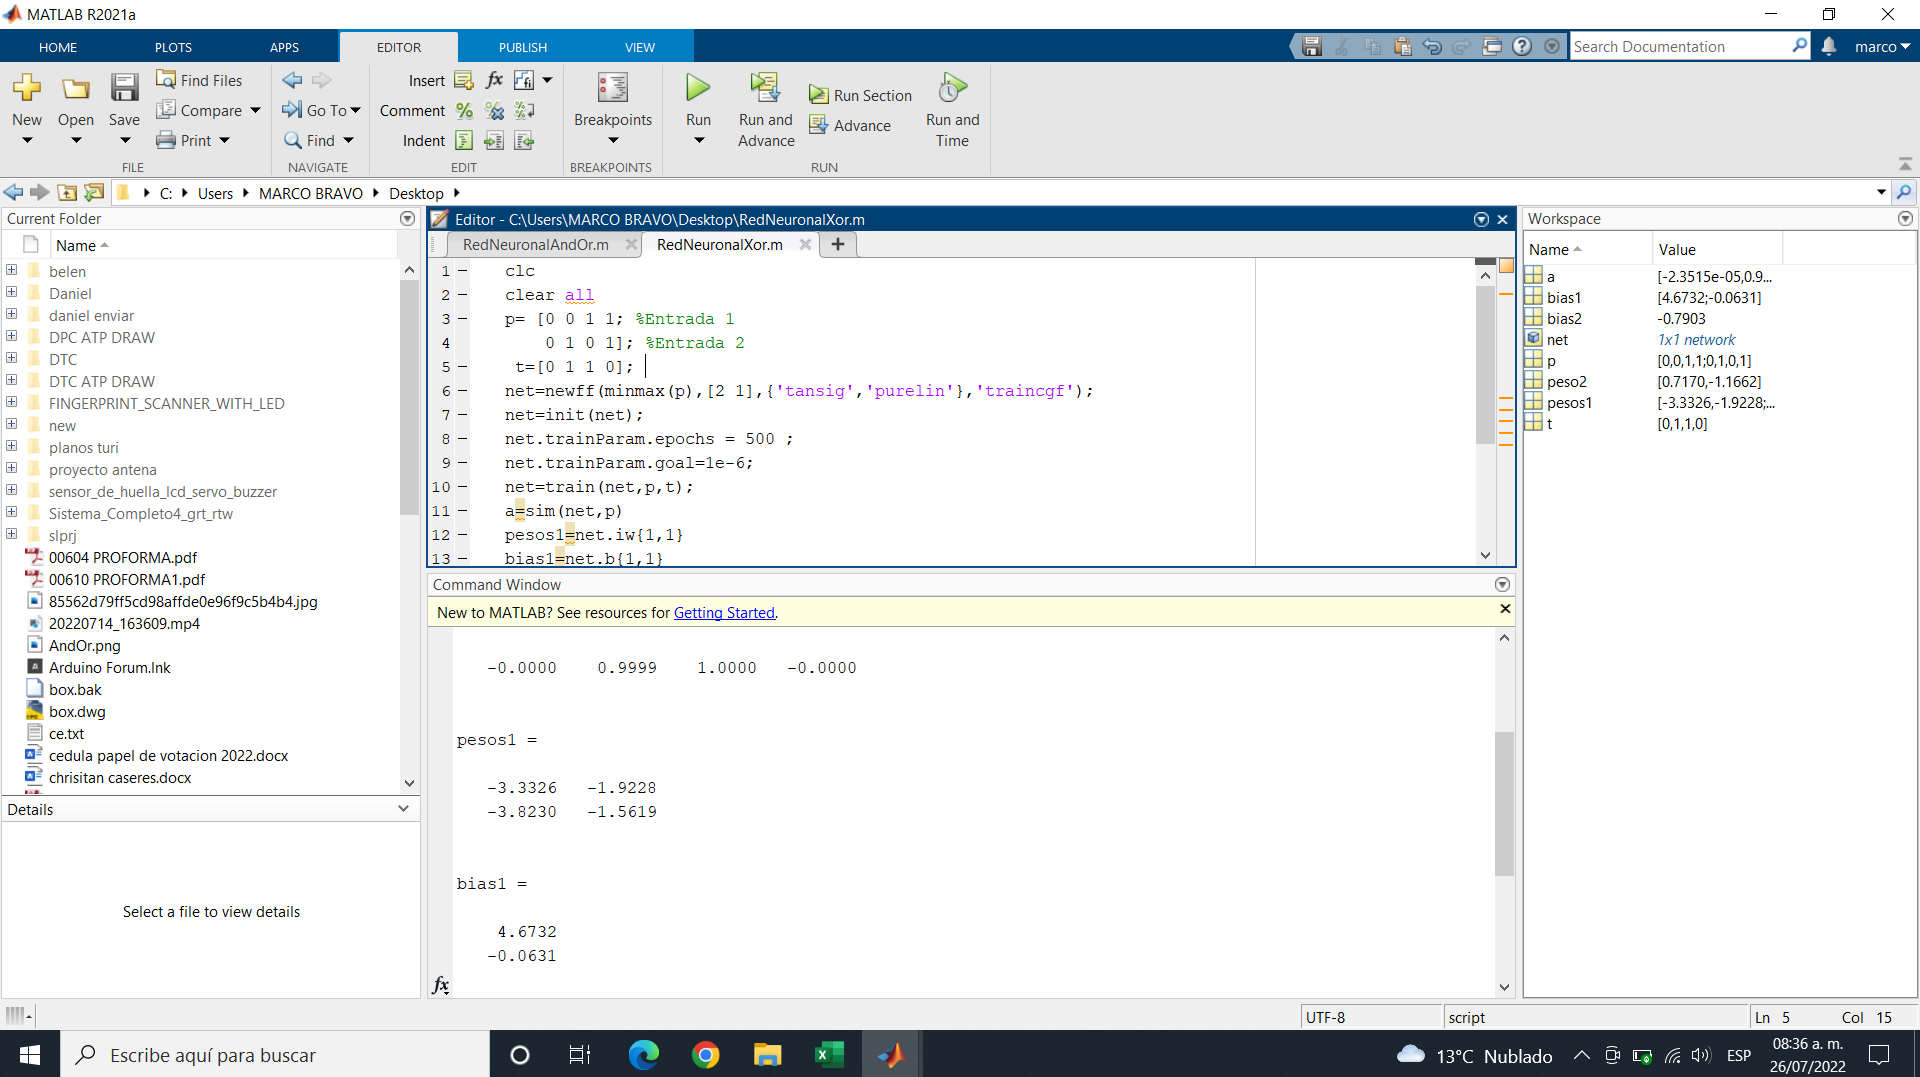 MATLAB R2021a
HOME PLOTS APPS EDITOR PUBLISH VIEW
Search Documentation
marco
New
Open
Save
Find Files
Compare
Print
FILE
Go To
Find
NAVIGATE
Insert
Comment
Indent
EDIT
Breakpoints
BREAKPOINTS
Run
Run and Advance
Run Section
Advance
Run and Time
RUN
C: Users MARCO BRAVO Desktop
Current Folder
Name
belen
Daniel
daniel enviar
DPC ATP DRAW
DTC
DTC ATP DRAW
FINGERPRINT_SCANNER_WITH_LED
new
planos turi
proyecto antena
sensor_de_huella_lcd_servo_buzzer
Sistema_Completo4_grt_rtw
slprj
00604 PROFORMA.pdf
00610 PROFORMA1.pdf
85562d79ff5cd98affde0e96f9c5b4b4.jpg
20220714_163609.mp4
AndOr.png
Arduino Forum.lnk
box.bak
box.dwg
ce.txt
cedula papel de votacion 2022.docx
chrisitan caseres.docx
Details
Select a file to view details
Editor - C:\Users\MARCO BRAVO\Desktop\RedNeuronalXor.m
RedNeuronalAndOr.m RedNeuronalXor.m +
1 – clc
2 – clear all
3 – p= [0 0 1 1; %Entrada 1
4 0 1 0 1]; %Entrada 2
5 – t=[0 1 1 0];
6 – net=newff(minmax(p),[2 1],{'tansig','purelin'},'traincgf');
7 – net=init(net);
8 – net.trainParam.epochs = 500 ;
9 – net.trainParam.goal=1e-6;
10 – net=train(net,p,t);
11 – a=sim(net,p)
12 – pesos1=net.iw{1,1}
13 – bias1=net.b{1,1}
Command Window
New to MATLAB? See resources for Getting Started.
-0.0000 0.9999 1.0000 -0.0000
pesos1 =
-3.3326 -1.9228
-3.8230 -1.5619
bias1 =
4.6732
-0.0631
fx
Workspace
Name Value
a [-2.3515e-05,0.9...
bias1 [4.6732;-0.0631]
bias2 -0.7903
net 1x1 network
p [0,0,1,1;0,1,0,1]
peso2 [0.7170,-1.1662]
pesos1 [-3.3326,-1.9228;...
t [0,1,1,0]
UTF-8 script Ln 5 Col 15
Escribe aquí para buscar
13°C Nublado
ESP
08:36 a. m.
26/07/2022